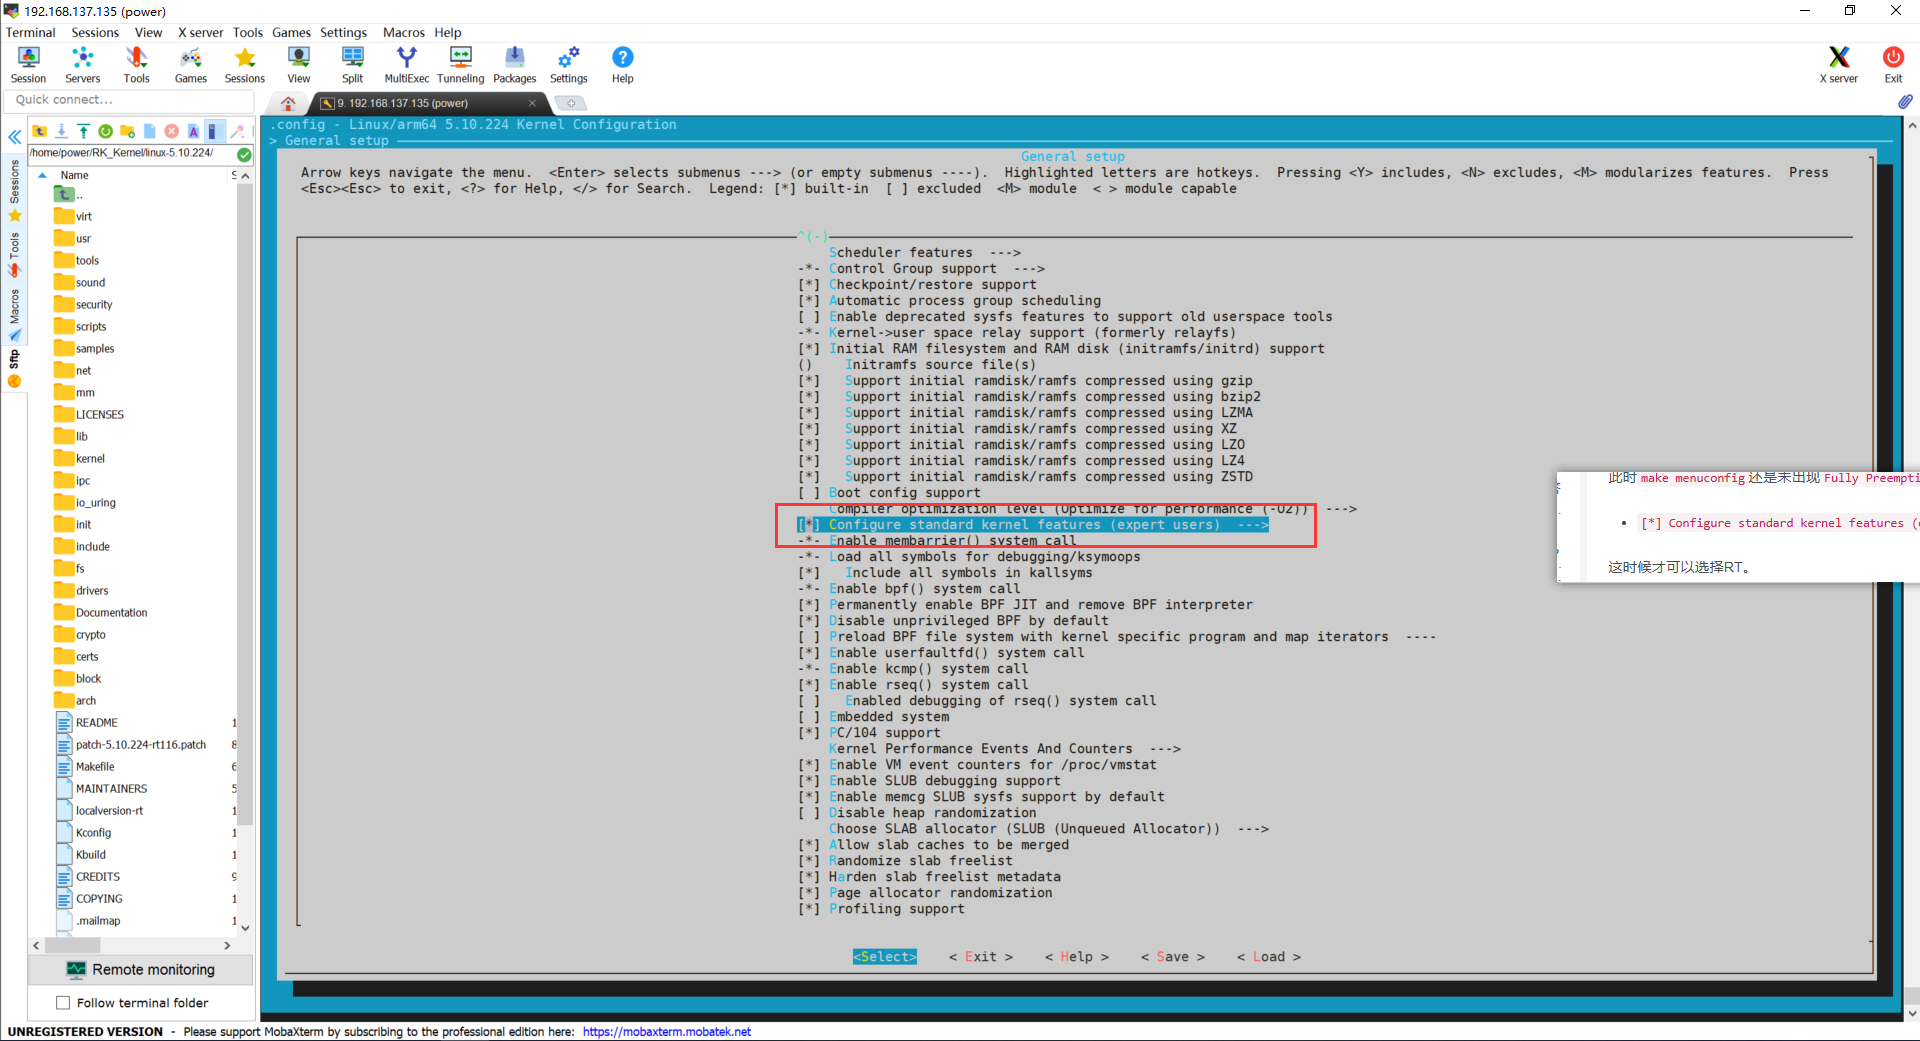 192.168.137.135 (power)
Terminal Sessions View X server Tools Games Settings Macros Help
Session Servers Tools Games Sessions View Split MultiExec Tunneling Packages Settings Help X server Exit
Quick connect...
9. 192.168.137.135 (power)
/home/power/RK_Kernel/linux-5.10.224/
Name S
..
virt
usr
tools
sound
security
scripts
samples
net
mm
LICENSES
lib
kernel
ipc
io_uring
init
include
fs
drivers
Documentation
crypto
certs
block
arch
README 1
patch-5.10.224-rt116.patch 8
Makefile 6
MAINTAINERS 5
localversion-rt 1
Kconfig 1
Kbuild 1
CREDITS 9
COPYING 1
.mailmap 1
Sessions
Tools
Macros
Sftp
Remote monitoring
Follow terminal folder
.config - Linux/arm64 5.10.224 Kernel Configuration
> General setup
General setup
Arrow keys navigate the menu.  <Enter> selects submenus ---> (or empty submenus ----).  Highlighted letters are hotkeys.  Pressing <Y> includes, <N> excludes, <M> modularizes features.  Press
<Esc><Esc> to exit, <?> for Help, </> for Search.  Legend: [*] built-in  [ ] excluded  <M> module  < > module capable
^(-)
Scheduler features  --->
-*- Control Group support  --->
[*] Checkpoint/restore support
[*] Automatic process group scheduling
[ ] Enable deprecated sysfs features to support old userspace tools
-*- Kernel->user space relay support (formerly relayfs)
[*] Initial RAM filesystem and RAM disk (initramfs/initrd) support
()    Initramfs source file(s)
[*]   Support initial ramdisk/ramfs compressed using gzip
[*]   Support initial ramdisk/ramfs compressed using bzip2
[*]   Support initial ramdisk/ramfs compressed using LZMA
[*]   Support initial ramdisk/ramfs compressed using XZ
[*]   Support initial ramdisk/ramfs compressed using LZO
[*]   Support initial ramdisk/ramfs compressed using LZ4
[*]   Support initial ramdisk/ramfs compressed using ZSTD
[ ] Boot config support
Compiler optimization level (Optimize for performance (-O2))  --->
[*] Configure standard kernel features (expert users)  --->
-*- Enable membarrier() system call
-*- Load all symbols for debugging/ksymoops
[*]   Include all symbols in kallsyms
-*- Enable bpf() system call
[*] Permanently enable BPF JIT and remove BPF interpreter
[*] Disable unprivileged BPF by default
[ ] Preload BPF file system with kernel specific program and map iterators  ----
[*] Enable userfaultfd() system call
-*- Enable kcmp() system call
[*] Enable rseq() system call
[ ]   Enabled debugging of rseq() system call
[ ] Embedded system
[*] PC/104 support
Kernel Performance Events And Counters  --->
[*] Enable VM event counters for /proc/vmstat
[*] Enable SLUB debugging support
[*] Enable memcg SLUB sysfs support by default
[ ] Disable heap randomization
Choose SLAB allocator (SLUB (Unqueued Allocator))  --->
[*] Allow slab caches to be merged
[*] Randomize slab freelist
[*] Harden slab freelist metadata
[*] Page allocator randomization
[*] Profiling support
<Select>    < Exit >    < Help >    < Save >    < Load >
此时 make menuconfig 还是未出现 Fully Preempti
• [*] Configure standard kernel features (
这时候才可以选择RT。
UNREGISTERED VERSION - Please support MobaXterm by subscribing to the professional edition here: https://mobaxterm.mobatek.net